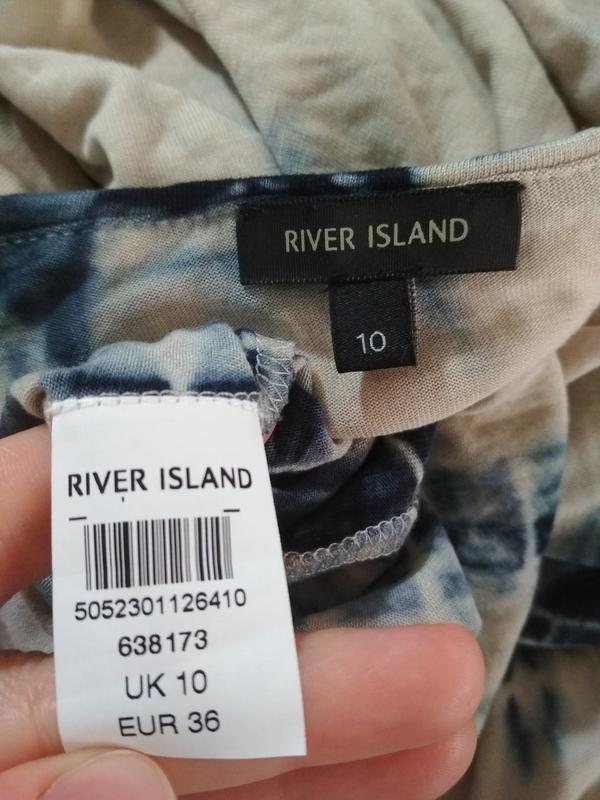 RIVER ISLAND
10
RIVER ISLAND
5052301126410
638173
UK 10
EUR 36